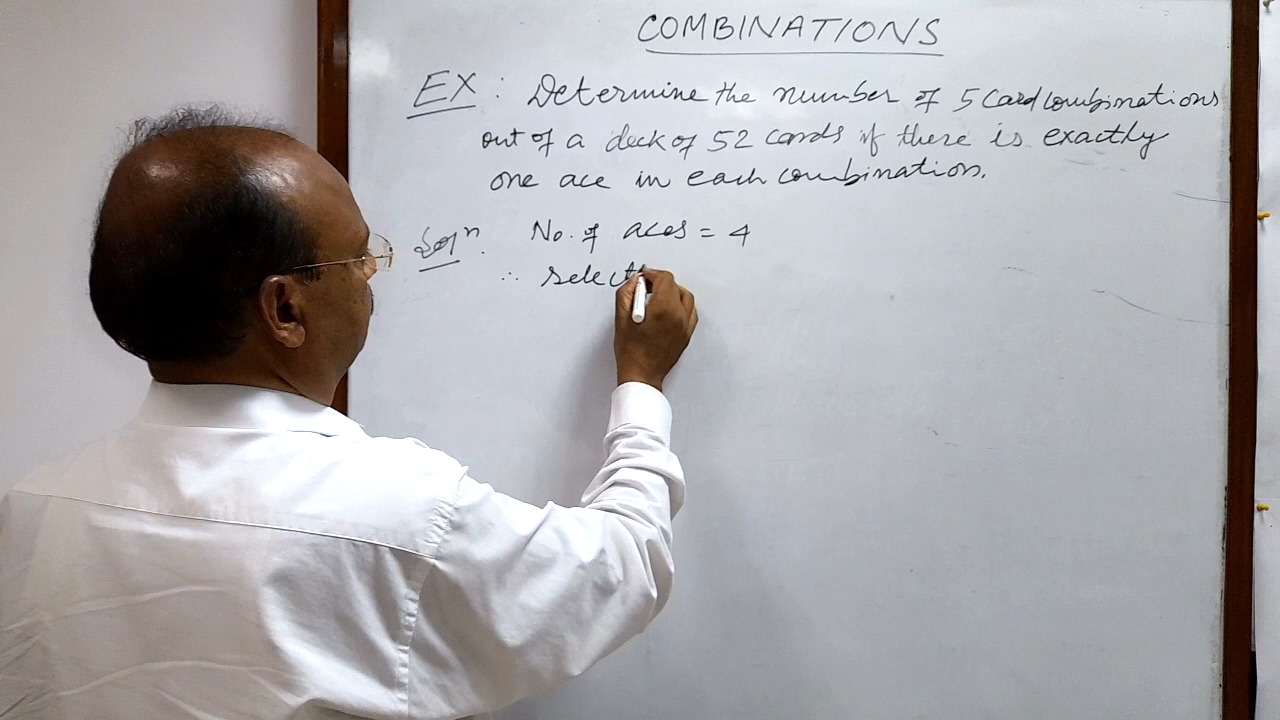 COMBINATIONS
EX : Determine the number of 5 Card Combinations
out of a deck of 52 cards if there is exactly
one ace in each combination.
Solⁿ. No. of aces = 4
∴ select